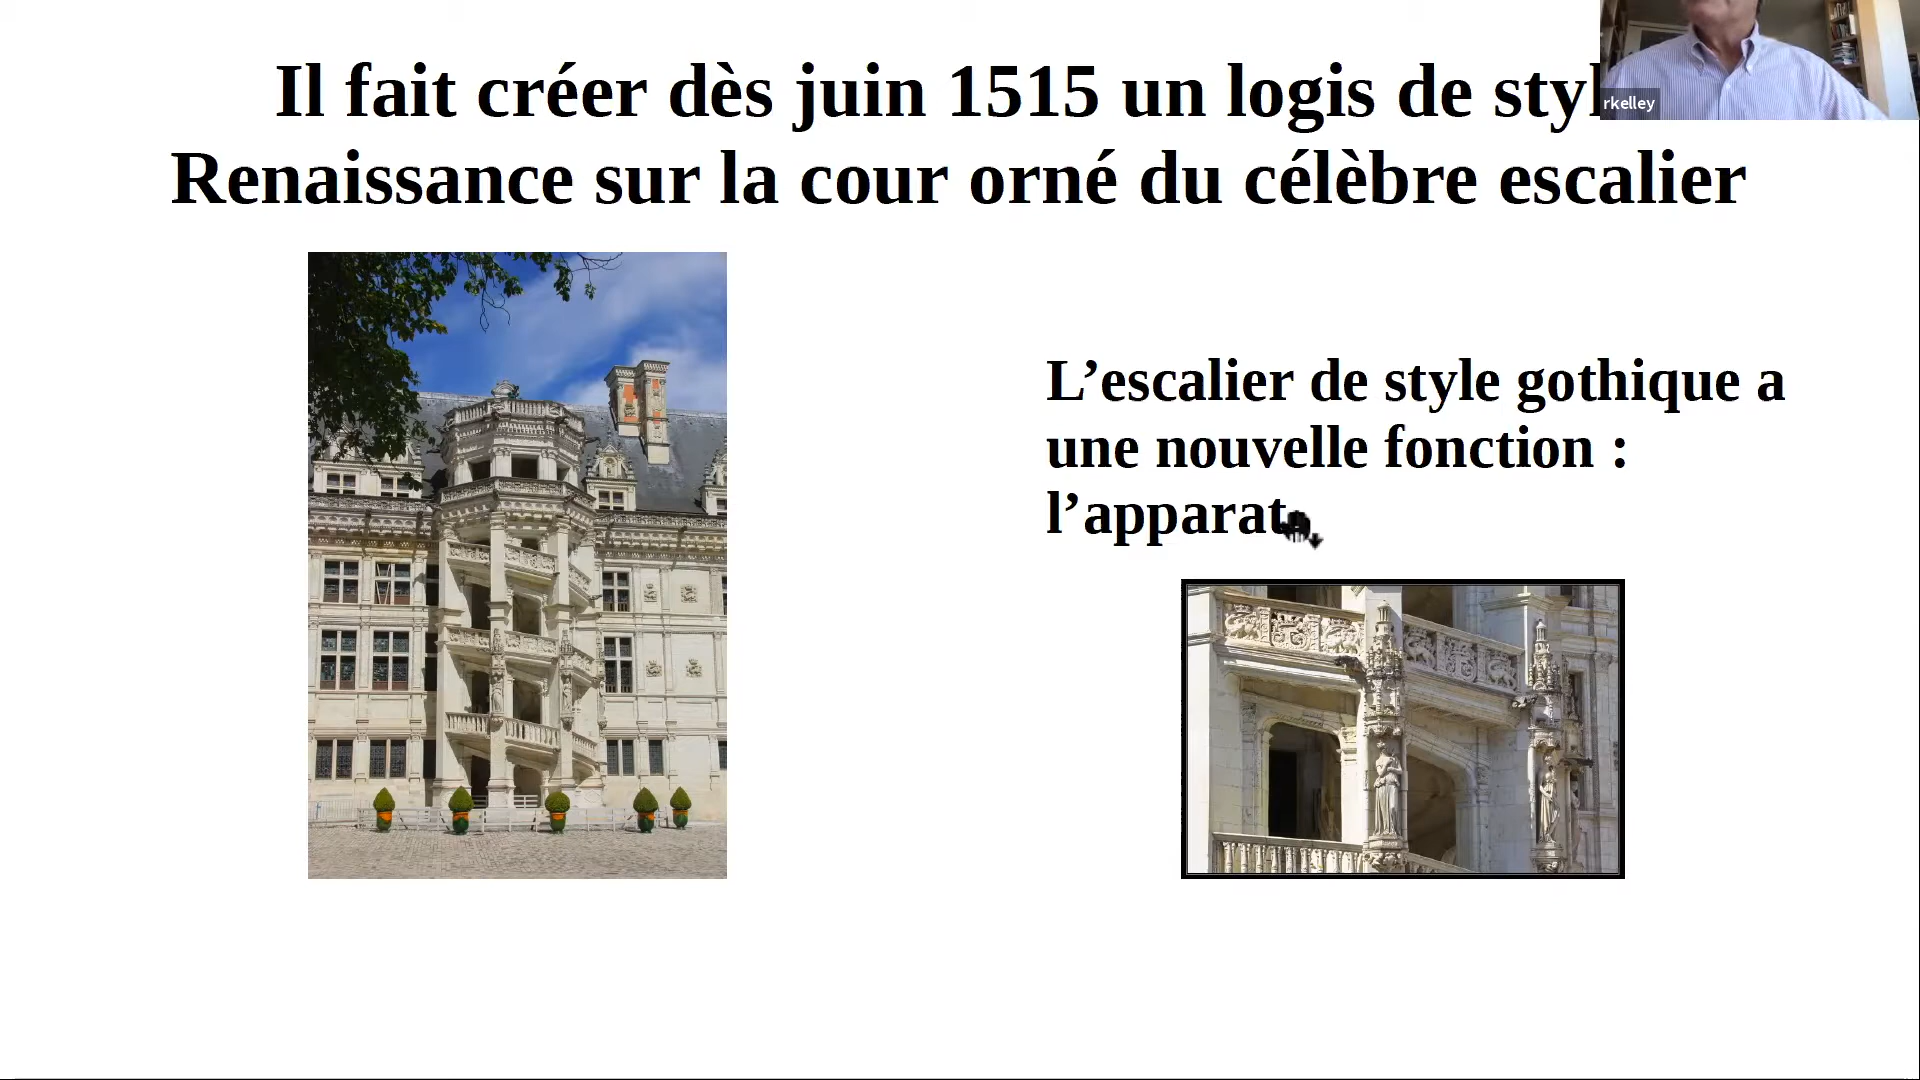 Il fait créer dès juin 1515 un logis de styl
Renaissance sur la cour orné du célèbre escalier
L’escalier de style gothique a
une nouvelle fonction :
l’apparat
rkelley